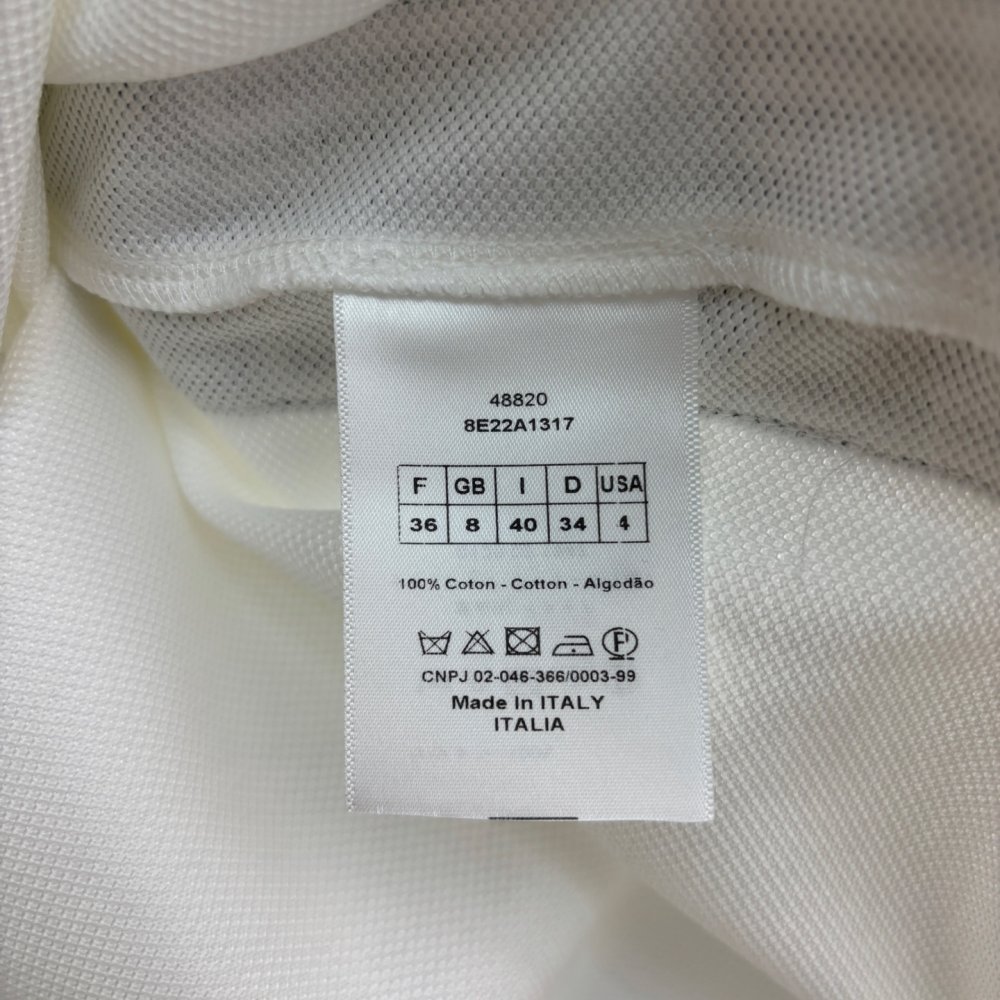 48820
8E22A1317
F GB I D USA
36 8 40 34 4
100% Coton - Cotton - Algodão
F
CNPJ 02-046-366/0003-99
Made In ITALY
ITALIA